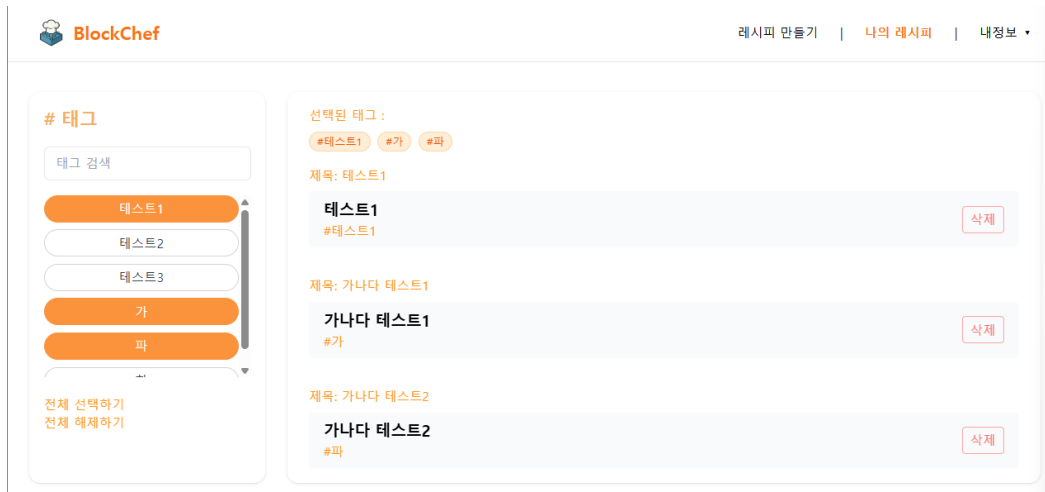 BlockChef
레시피 만들기 | 나의 레시피 | 내정보 ▾
# 태그
태그 검색
테스트1
테스트2
테스트3
가
파
전체 선택하기
전체 해제하기
선택된 태그 :
#테스트1 #가 #파
제목: 테스트1
테스트1
#테스트1
삭제
제목: 가나다 테스트1
가나다 테스트1
#가
삭제
제목: 가나다 테스트2
가나다 테스트2
#파
삭제